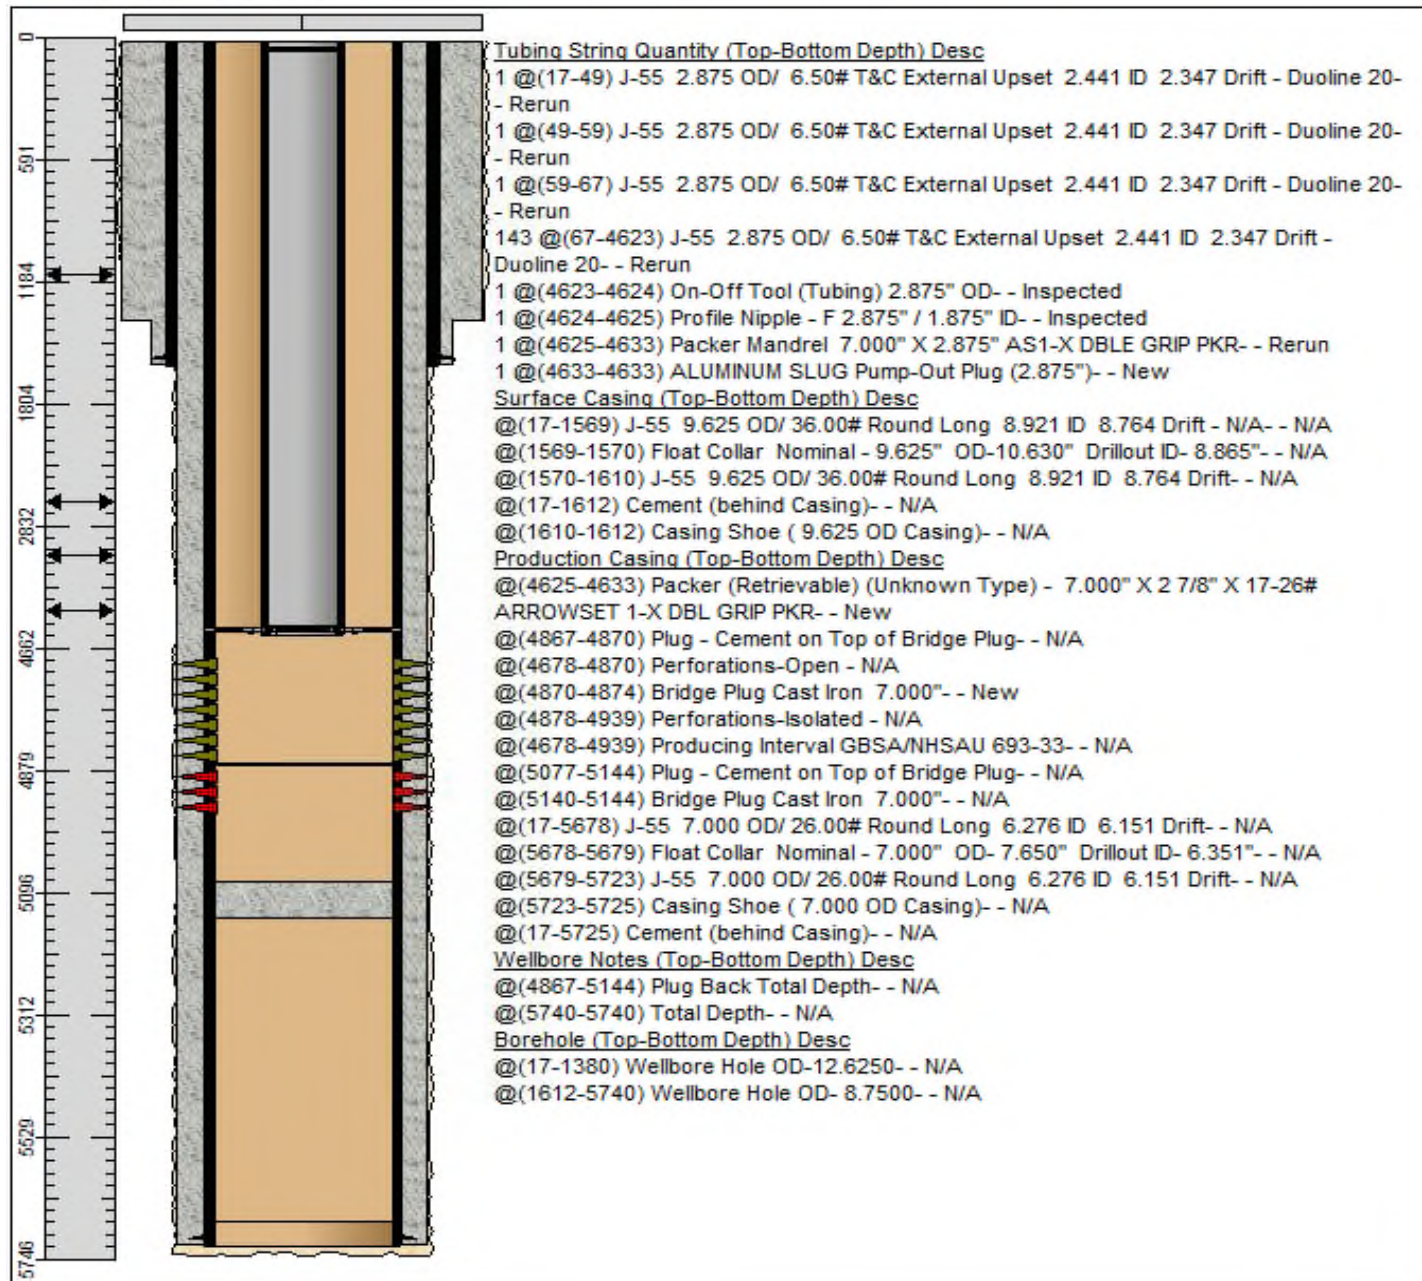 0
591
1184
1804
2832
4662
4879
5096
5312
5529
5746
Tubing String Quantity (Top-Bottom Depth) Desc
1 @(17-49) J-55 2.875 OD/ 6.50# T&C External Upset 2.441 ID 2.347 Drift - Duoline 20-
- Rerun
1 @(49-59) J-55 2.875 OD/ 6.50# T&C External Upset 2.441 ID 2.347 Drift - Duoline 20-
- Rerun
1 @(59-67) J-55 2.875 OD/ 6.50# T&C External Upset 2.441 ID 2.347 Drift - Duoline 20-
- Rerun
143 @(67-4623) J-55 2.875 OD/ 6.50# T&C External Upset 2.441 ID 2.347 Drift -
Duoline 20- - Rerun
1 @(4623-4624) On-Off Tool (Tubing) 2.875" OD- - Inspected
1 @(4624-4625) Profile Nipple - F 2.875" / 1.875" ID- - Inspected
1 @(4625-4633) Packer Mandrel 7.000" X 2.875" AS1-X DBLE GRIP PKR- - Rerun
1 @(4633-4633) ALUMINUM SLUG Pump-Out Plug (2.875")- - New
Surface Casing (Top-Bottom Depth) Desc
@(17-1569) J-55 9.625 OD/ 36.00# Round Long 8.921 ID 8.764 Drift - N/A- - N/A
@(1569-1570) Float Collar Nominal - 9.625" OD-10.630" Drillout ID- 8.865"- - N/A
@(1570-1610) J-55 9.625 OD/ 36.00# Round Long 8.921 ID 8.764 Drift- - N/A
@(17-1612) Cement (behind Casing)- - N/A
@(1610-1612) Casing Shoe ( 9.625 OD Casing)- - N/A
Production Casing (Top-Bottom Depth) Desc
@(4625-4633) Packer (Retrievable) (Unknown Type) - 7.000" X 2 7/8" X 17-26#
ARROWSET 1-X DBL GRIP PKR- - New
@(4867-4870) Plug - Cement on Top of Bridge Plug- - N/A
@(4678-4870) Perforations-Open - N/A
@(4870-4874) Bridge Plug Cast Iron 7.000"- - New
@(4878-4939) Perforations-Isolated - N/A
@(4678-4939) Producing Interval GBSA/NHSAU 693-33- - N/A
@(5077-5144) Plug - Cement on Top of Bridge Plug- - N/A
@(5140-5144) Bridge Plug Cast Iron 7.000"- - N/A
@(17-5678) J-55 7.000 OD/ 26.00# Round Long 6.276 ID 6.151 Drift- - N/A
@(5678-5679) Float Collar Nominal - 7.000" OD- 7.650" Drillout ID- 6.351"- - N/A
@(5679-5723) J-55 7.000 OD/ 26.00# Round Long 6.276 ID 6.151 Drift- - N/A
@(5723-5725) Casing Shoe ( 7.000 OD Casing)- - N/A
@(17-5725) Cement (behind Casing)- - N/A
Wellbore Notes (Top-Bottom Depth) Desc
@(4867-5144) Plug Back Total Depth- - N/A
@(5740-5740) Total Depth- - N/A
Borehole (Top-Bottom Depth) Desc
@(17-1380) Wellbore Hole OD-12.6250- - N/A
@(1612-5740) Wellbore Hole OD- 8.7500- - N/A